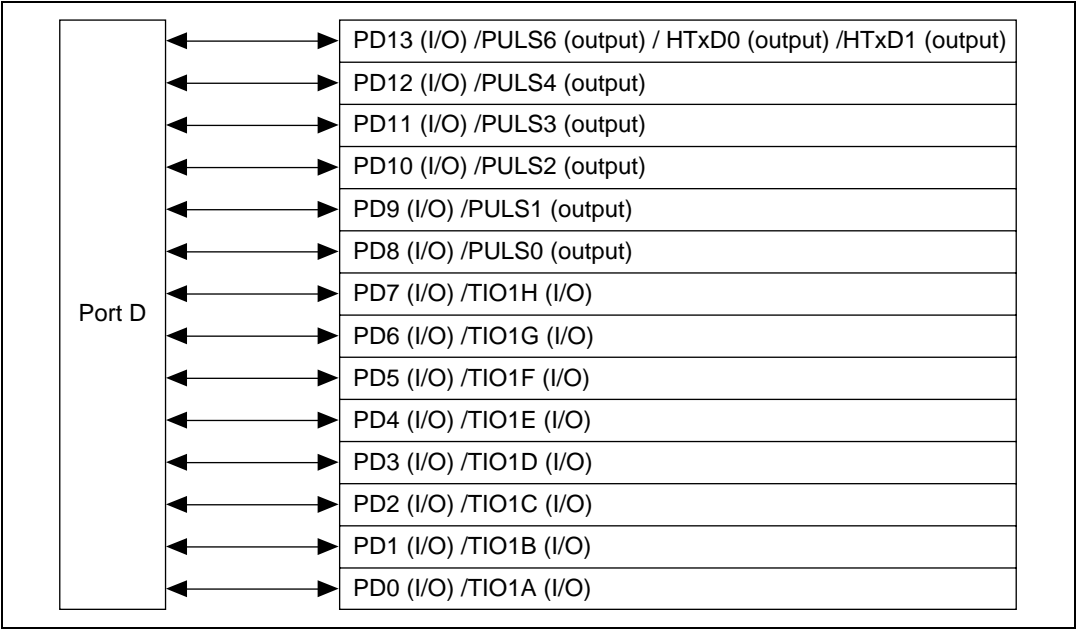 PD13 (I/O) /PULS6 (output) / HTxD0 (output) /HTxD1 (output)
PD12 (I/O) /PULS4 (output)
PD11 (I/O) /PULS3 (output)
PD10 (I/O) /PULS2 (output)
PD9 (I/O) /PULS1 (output)
PD8 (I/O) /PULS0 (output)
PD7 (I/O) /TIO1H (I/O)
Port D
PD6 (I/O) /TIO1G (I/O)
PD5 (I/O) /TIO1F (I/O)
PD4 (I/O) /TIO1E (I/O)
PD3 (I/O) /TIO1D (I/O)
PD2 (I/O) /TIO1C (I/O)
PD1 (I/O) /TIO1B (I/O)
PD0 (I/O) /TIO1A (I/O)